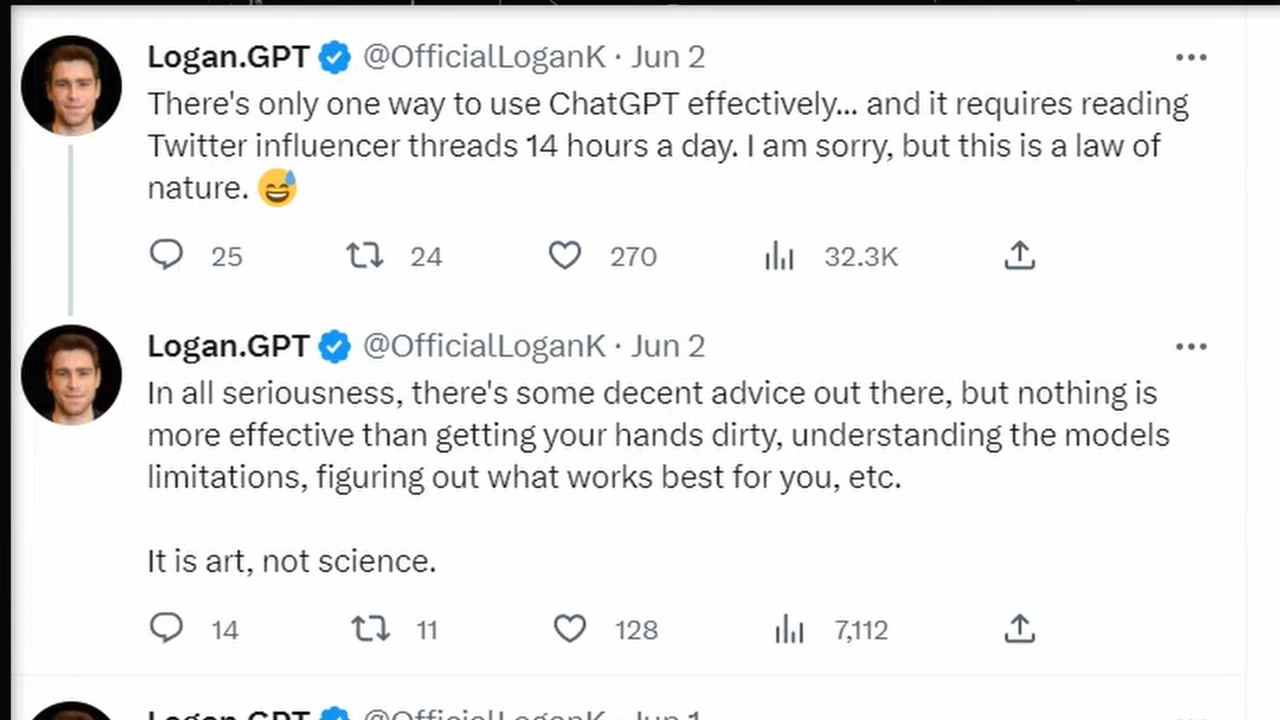 Logan.GPT @OfficialLoganK · Jun 2
There's only one way to use ChatGPT effectively... and it requires reading
Twitter influencer threads 14 hours a day. I am sorry, but this is a law of
nature. 😅
25 24 270 32.3K
Logan.GPT @OfficialLoganK · Jun 2
In all seriousness, there's some decent advice out there, but nothing is
more effective than getting your hands dirty, understanding the models
limitations, figuring out what works best for you, etc.
It is art, not science.
14 11 128 7,112
Logan.GPT @OfficialLoganK · Jun 1